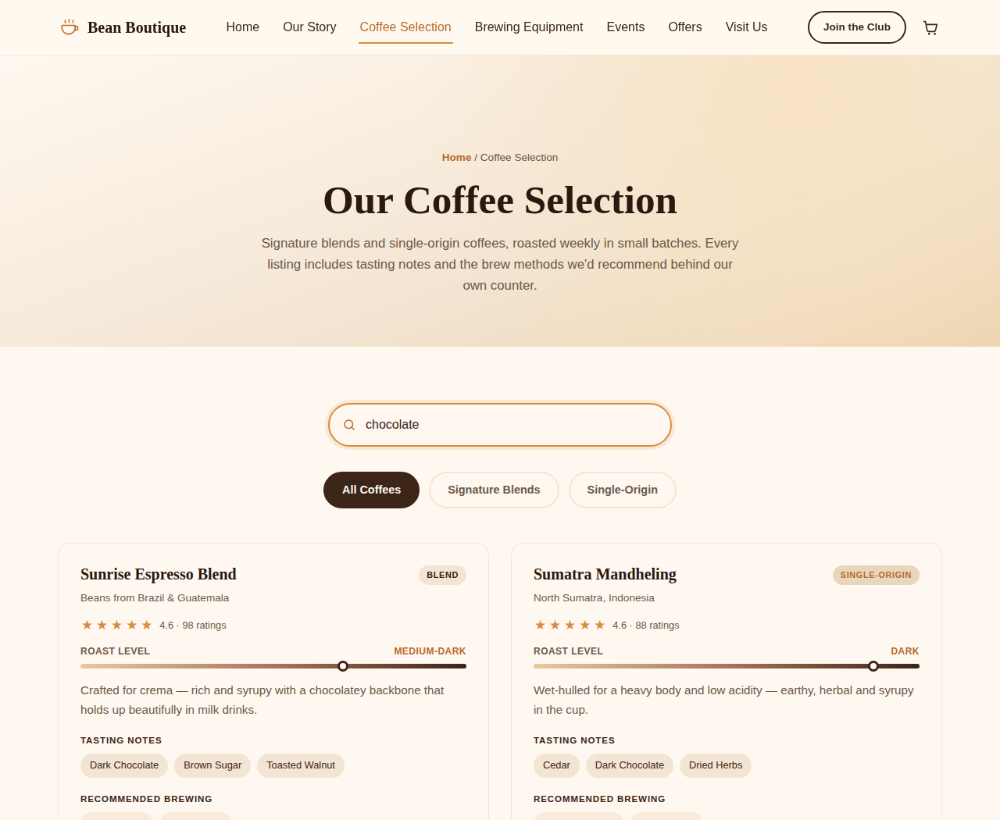 Bean Boutique
Home
Our Story
Coffee Selection
Brewing Equipment
Events
Offers
Visit Us
Join the Club
Home / Coffee Selection
Our Coffee Selection
Signature blends and single-origin coffees, roasted weekly in small batches. Every
listing includes tasting notes and the brew methods we'd recommend behind our
own counter.
chocolate
All Coffees
Signature Blends
Single-Origin
Sunrise Espresso Blend
BLEND
Beans from Brazil & Guatemala
★ ★ ★ ★ ★ 4.6 · 98 ratings
ROAST LEVEL
MEDIUM-DARK
Crafted for crema — rich and syrupy with a chocolatey backbone that
holds up beautifully in milk drinks.
TASTING NOTES
Dark Chocolate
Brown Sugar
Toasted Walnut
RECOMMENDED BREWING
Sumatra Mandheling
SINGLE-ORIGIN
North Sumatra, Indonesia
★ ★ ★ ★ ★ 4.6 · 88 ratings
ROAST LEVEL
DARK
Wet-hulled for a heavy body and low acidity — earthy, herbal and syrupy
in the cup.
TASTING NOTES
Cedar
Dark Chocolate
Dried Herbs
RECOMMENDED BREWING